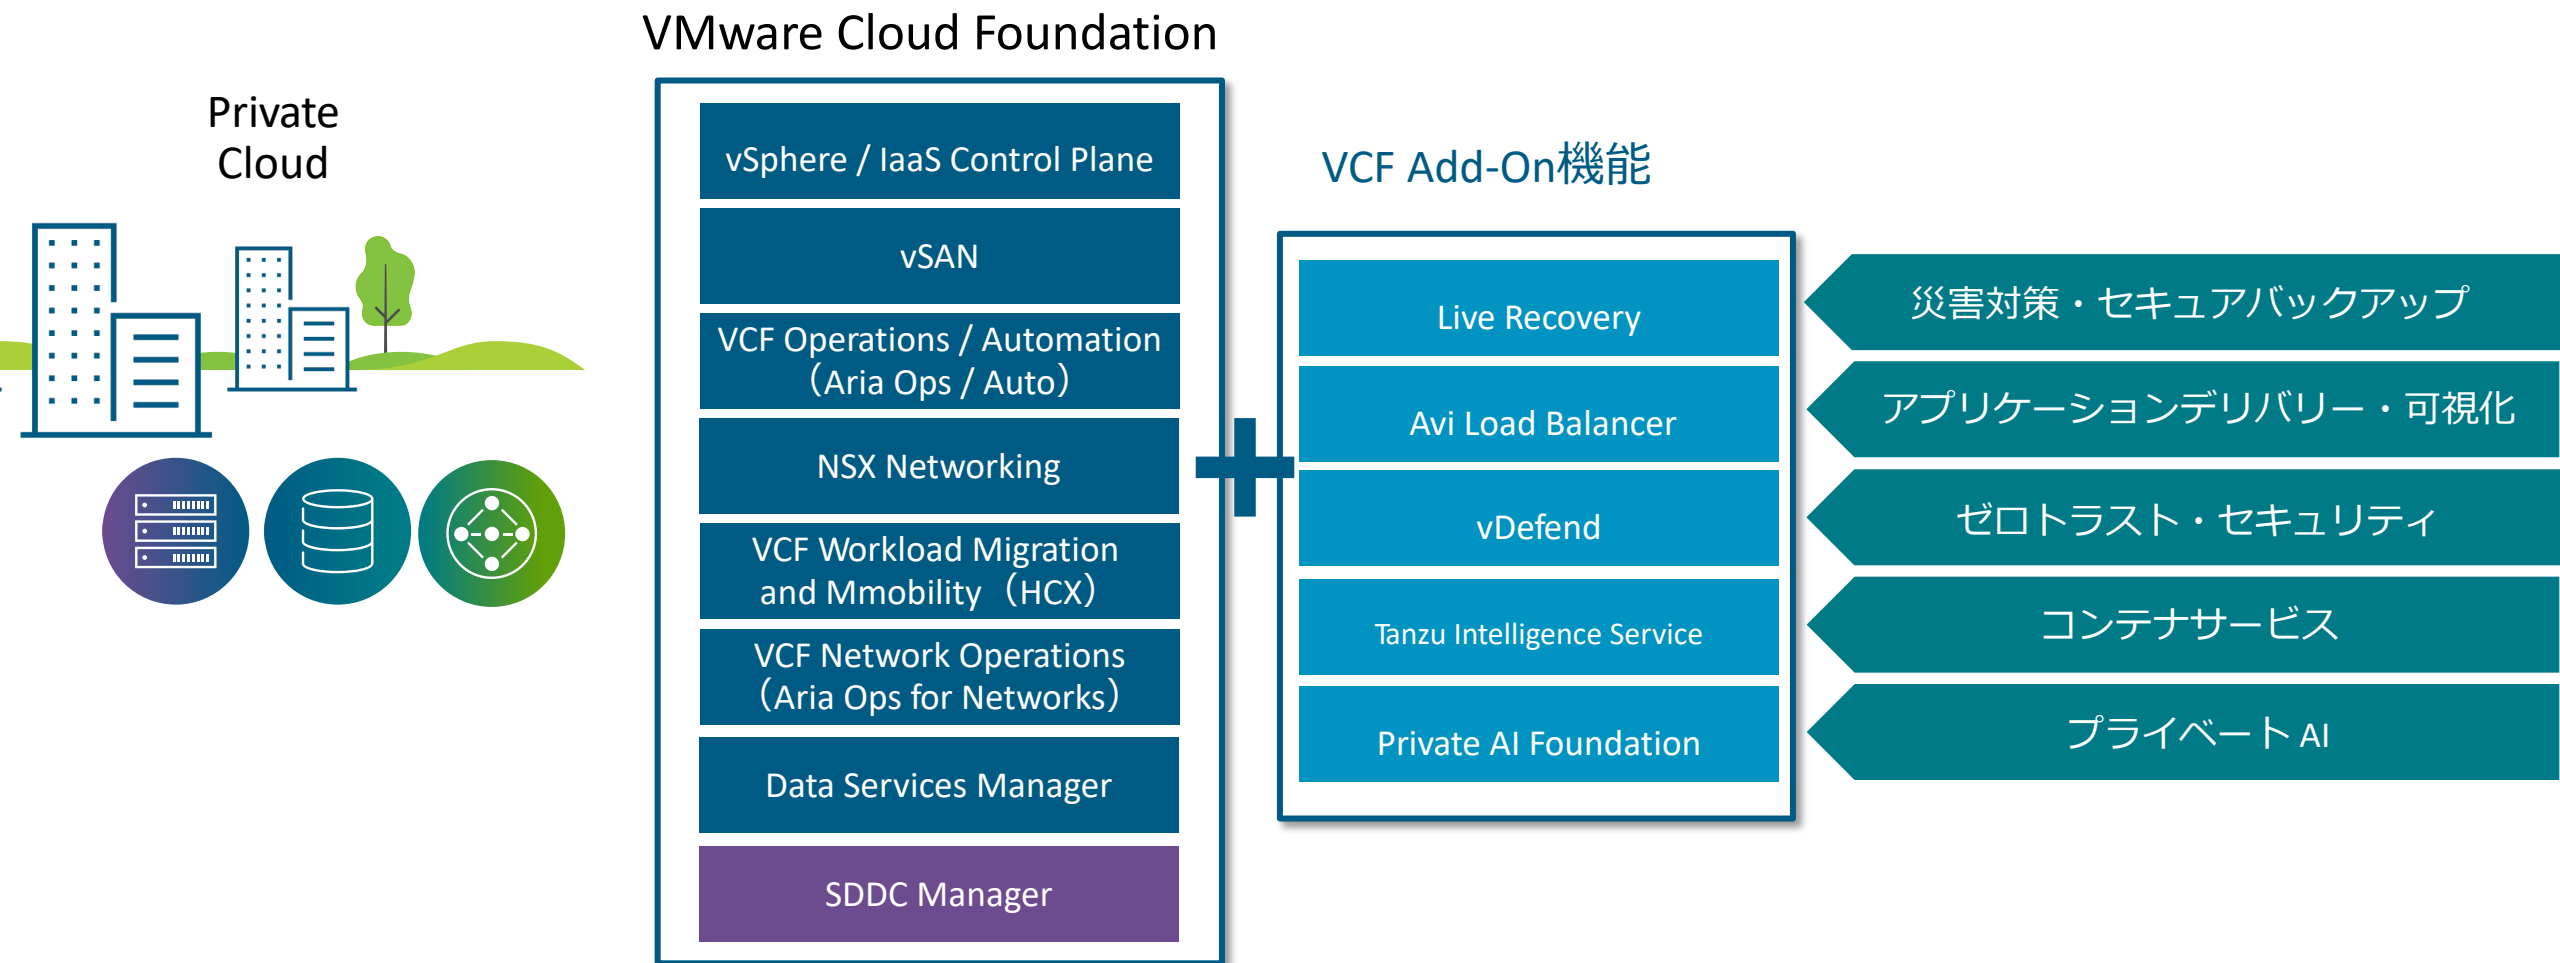 VMware Cloud Foundation
Private
Cloud
vSphere / IaaS Control Plane
vSAN
VCF Operations / Automation
（Aria Ops / Auto）
NSX Networking
VCF Workload Migration
and Mmobility（HCX）
VCF Network Operations
（Aria Ops for Networks）
Data Services Manager
SDDC Manager
VCF Add-On機能
Live Recovery
Avi Load Balancer
vDefend
Tanzu Intelligence Service
Private AI Foundation
災害対策・セキュアバックアップ
アプリケーションデリバリー・可視化
ゼロトラスト・セキュリティ
コンテナサービス
プライベート AI